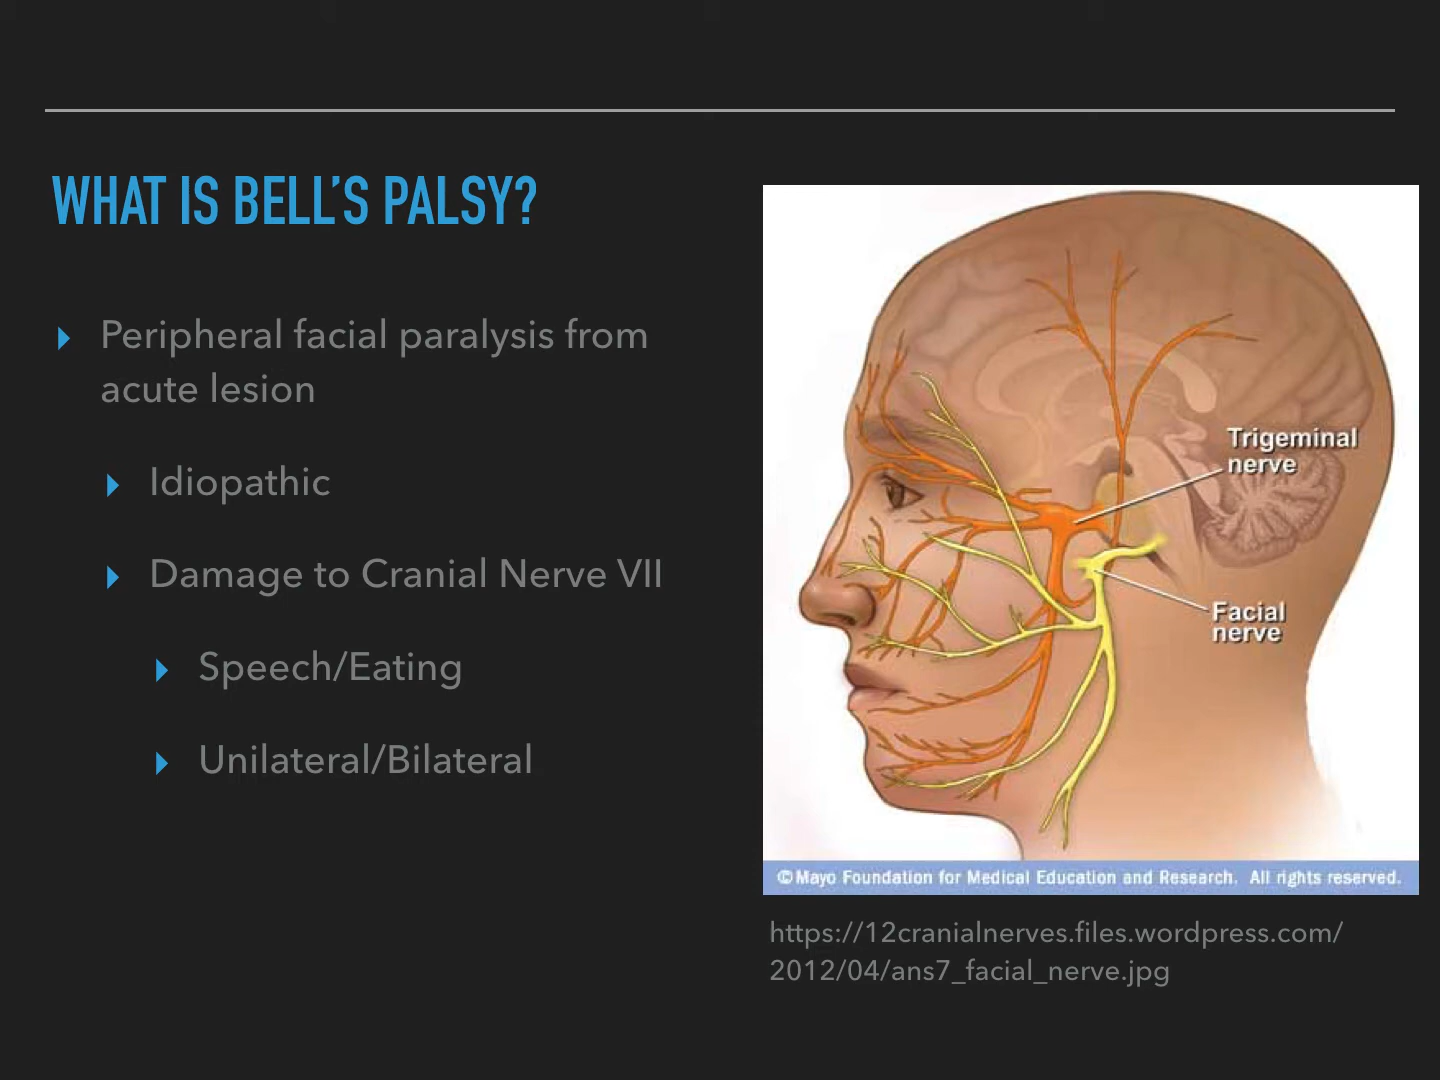 WHAT IS BELL’S PALSY?
Peripheral facial paralysis from
acute lesion
Idiopathic
Damage to Cranial Nerve VII
Speech/Eating
Unilateral/Bilateral
Trigeminal
nerve
Facial
nerve
©Mayo Foundation for Medical Education and Research. All rights reserved.
https://12cranialnerves.files.wordpress.com/
2012/04/ans7_facial_nerve.jpg